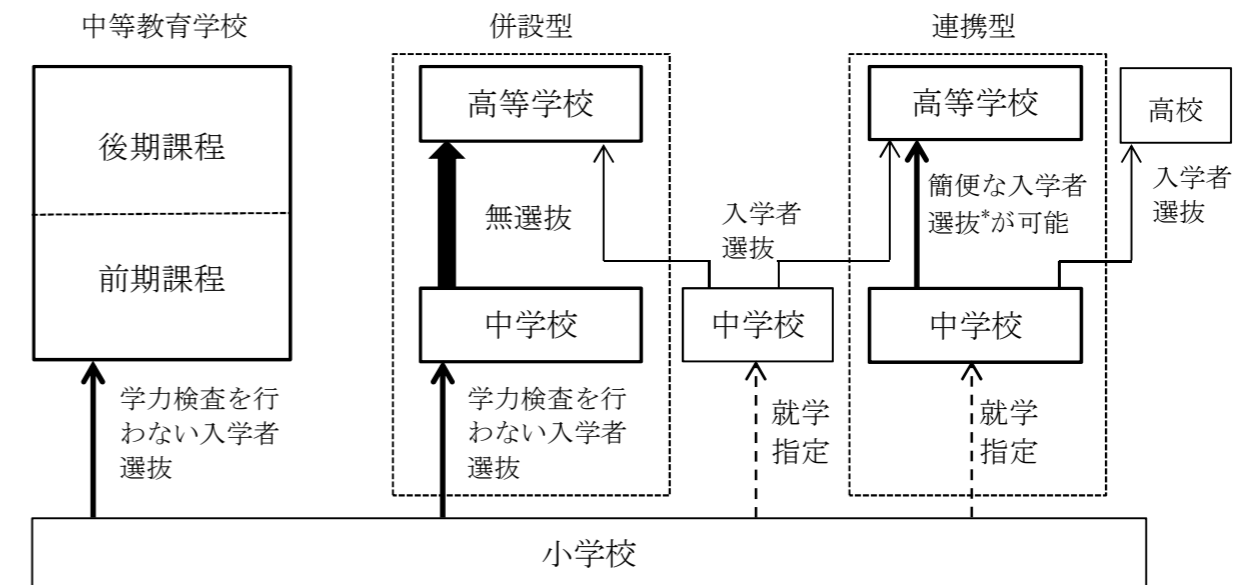 中等教育学校
併設型
連携型
後期課程
前期課程
高等学校
無選抜
中学校
入学者
選抜
中学校
高等学校
簡便な入学者
選抜*が可能
中学校
高校
入学者
選抜
学力検査を行
わない入学者
選抜
学力検査を行
わない入学者
選抜
就学
指定
就学
指定
小学校